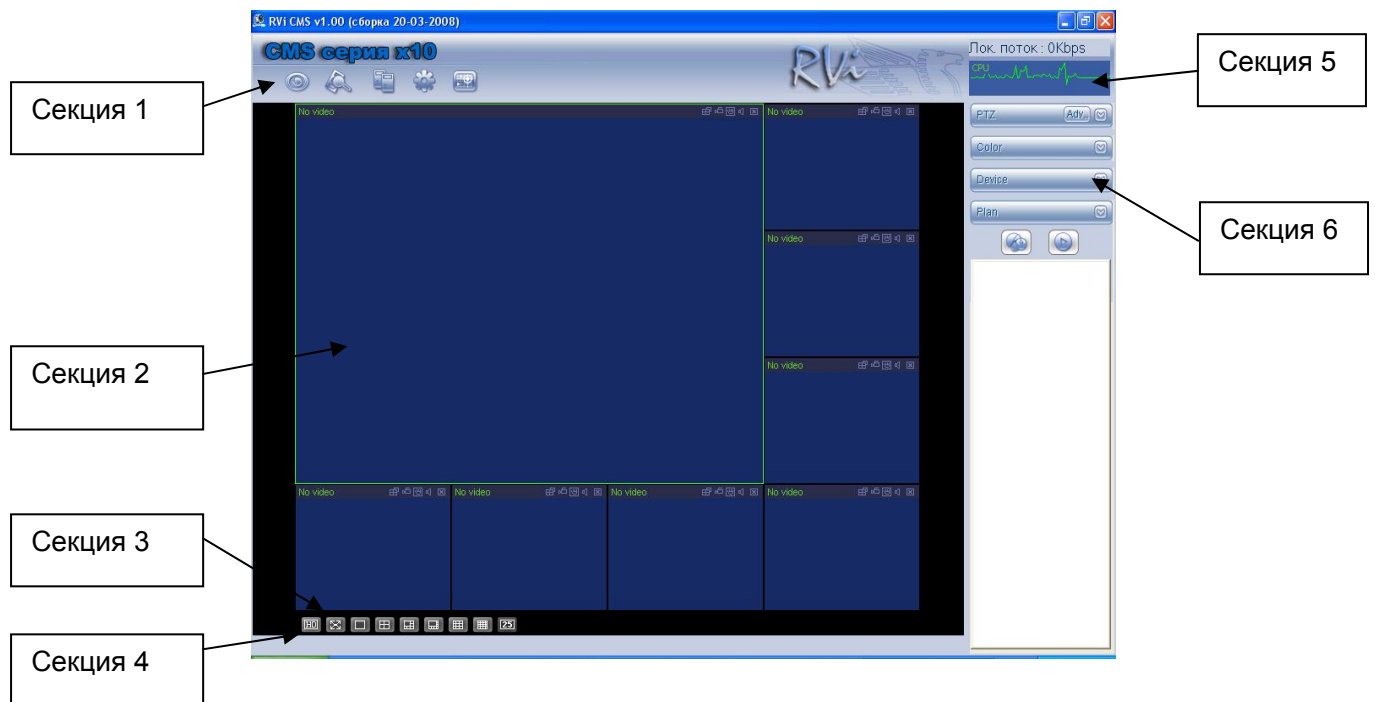 RVi CMS v1.00 (сборка 20-03-2008)
CMS серия x10
RVi
Лок. поток : 0Kbps
CPU
Секция 5
Секция 1
No video
No video
PTZ
Adv..
Color
Device
Plan
Секция 6
No video
No video
Секция 2
No video
No video
No video
No video
Секция 3
HD
25
Секция 4